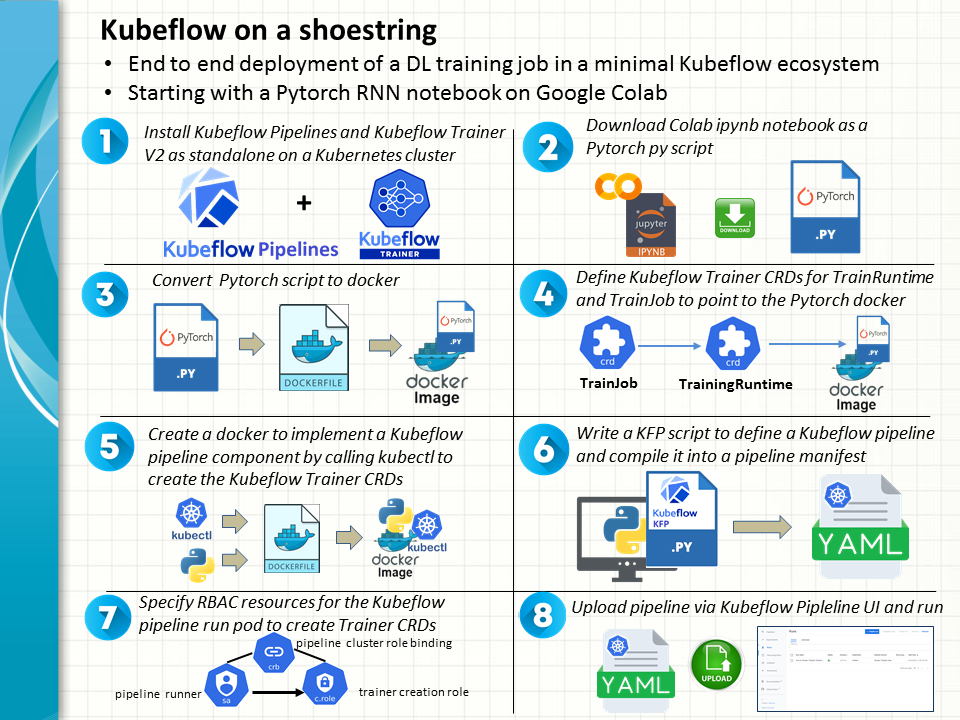 Kubeflow on a shoestring
• End to end deployment of a DL training job in a minimal Kubeflow ecosystem
• Starting with a Pytorch RNN notebook on Google Colab
1
Install Kubeflow Pipelines and Kubeflow Trainer
V2 as standalone on a Kubernetes cluster
+
Kubeflow Pipelines
Kubeflow
TRAINER
2
Download Colab ipynb notebook as a
Pytorch py script
jupyter
IPYNB
DOWNLOAD
PyTorch
.PY
3
Convert Pytorch script to docker
PyTorch
.PY
DOCKERFILE
PyTorch
.PY
docker
Image
4
Define Kubeflow Trainer CRDs for TrainRuntime
and TrainJob to point to the Pytorch docker
crd
TrainJob
crd
TrainingRuntime
PyTorch
.PY
docker
Image
5
Create a docker to implement a Kubeflow
pipeline component by calling kubectl to
create the Kubeflow Trainer CRDs
kubectl
DOCKERFILE
kubectl
docker
Image
6
Write a KFP script to define a Kubeflow pipeline
and compile it into a pipeline manifest
Kubeflow
KFP
.PY
YAML
7
Specify RBAC resources for the Kubeflow
pipeline run pod to create Trainer CRDs
pipeline cluster role binding
crb
pipeline runner
sa
c.role
trainer creation role
8
Upload pipeline via Kubeflow Pipleline UI and run
YAML
UPLOAD